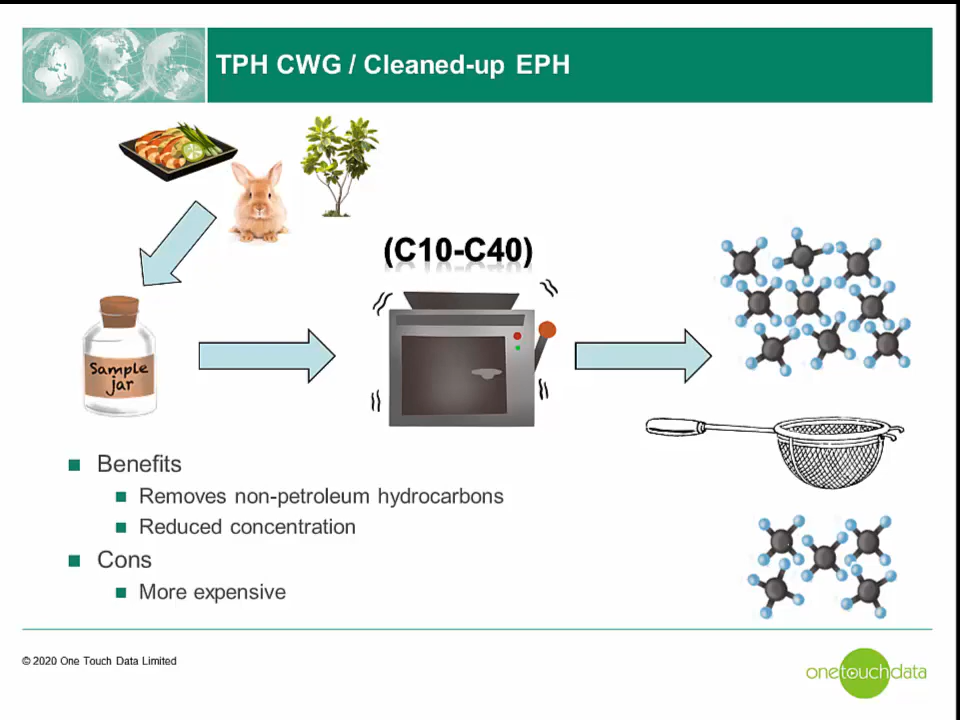 TPH CWG / Cleaned-up EPH
(C10-C40)
Sample
jar
Benefits
Removes non-petroleum hydrocarbons
Reduced concentration
Cons
More expensive
© 2020 One Touch Data Limited
onetouchdata